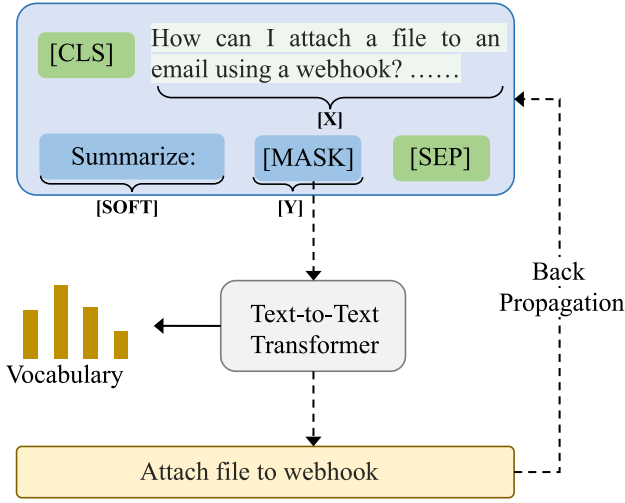 [CLS]
How can I attach a file to an
email using a webhook? ……
[X]
Summarize:
[MASK]
[SEP]
[SOFT]
[Y]
Back
Propagation
Text-to-Text
Transformer
Vocabulary
Attach file to webhook